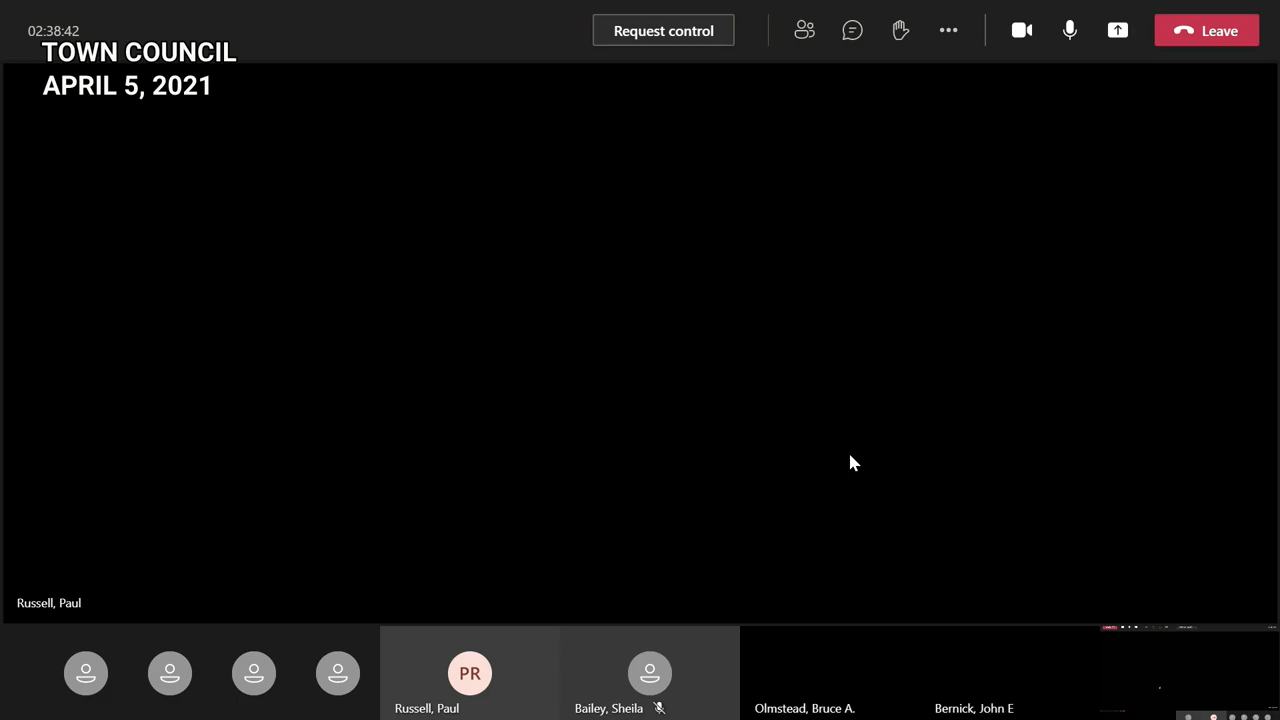 02:38:42
Request control
Leave
TOWN COUNCIL
APRIL 5, 2021
Russell, Paul
PR
Russell, Paul
Bailey, Sheila
Olmstead, Bruce A.
Bernick, John E